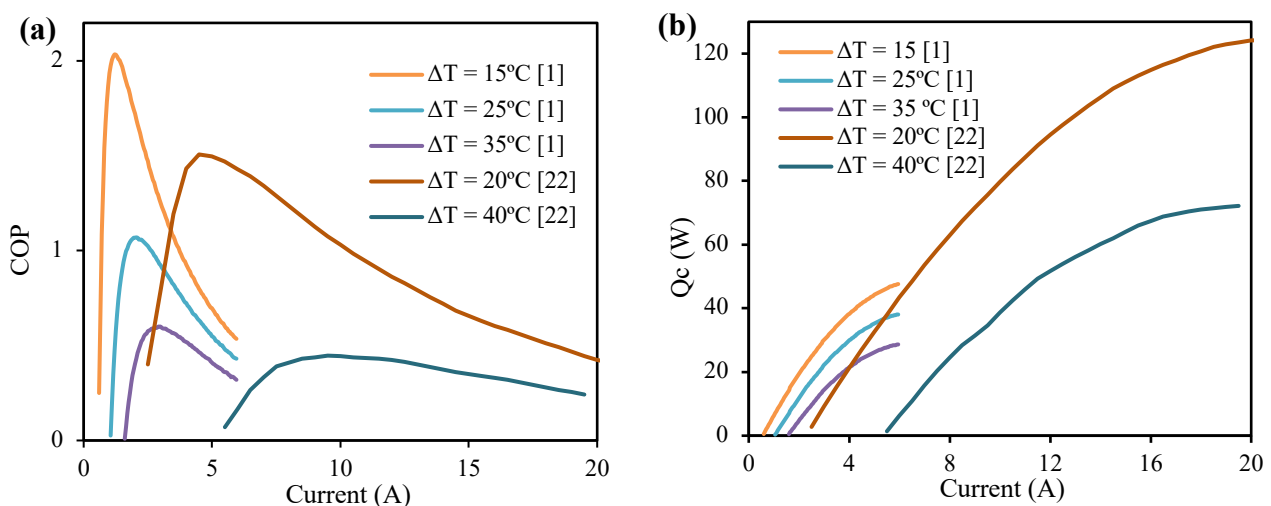 (a)
COP
2
1
0
ΔT = 15ºC [1]
ΔT = 25ºC [1]
ΔT = 35ºC [1]
ΔT = 20ºC [22]
ΔT = 40ºC [22]
0 5 10 15 20
Current (A)
(b)
Qc (W)
120
100
80
60
40
20
0
ΔT = 15 [1]
ΔT = 25ºC [1]
ΔT = 35 ºC [1]
ΔT = 20ºC [22]
ΔT = 40ºC [22]
0 4 8 12 16 20
Current (A)